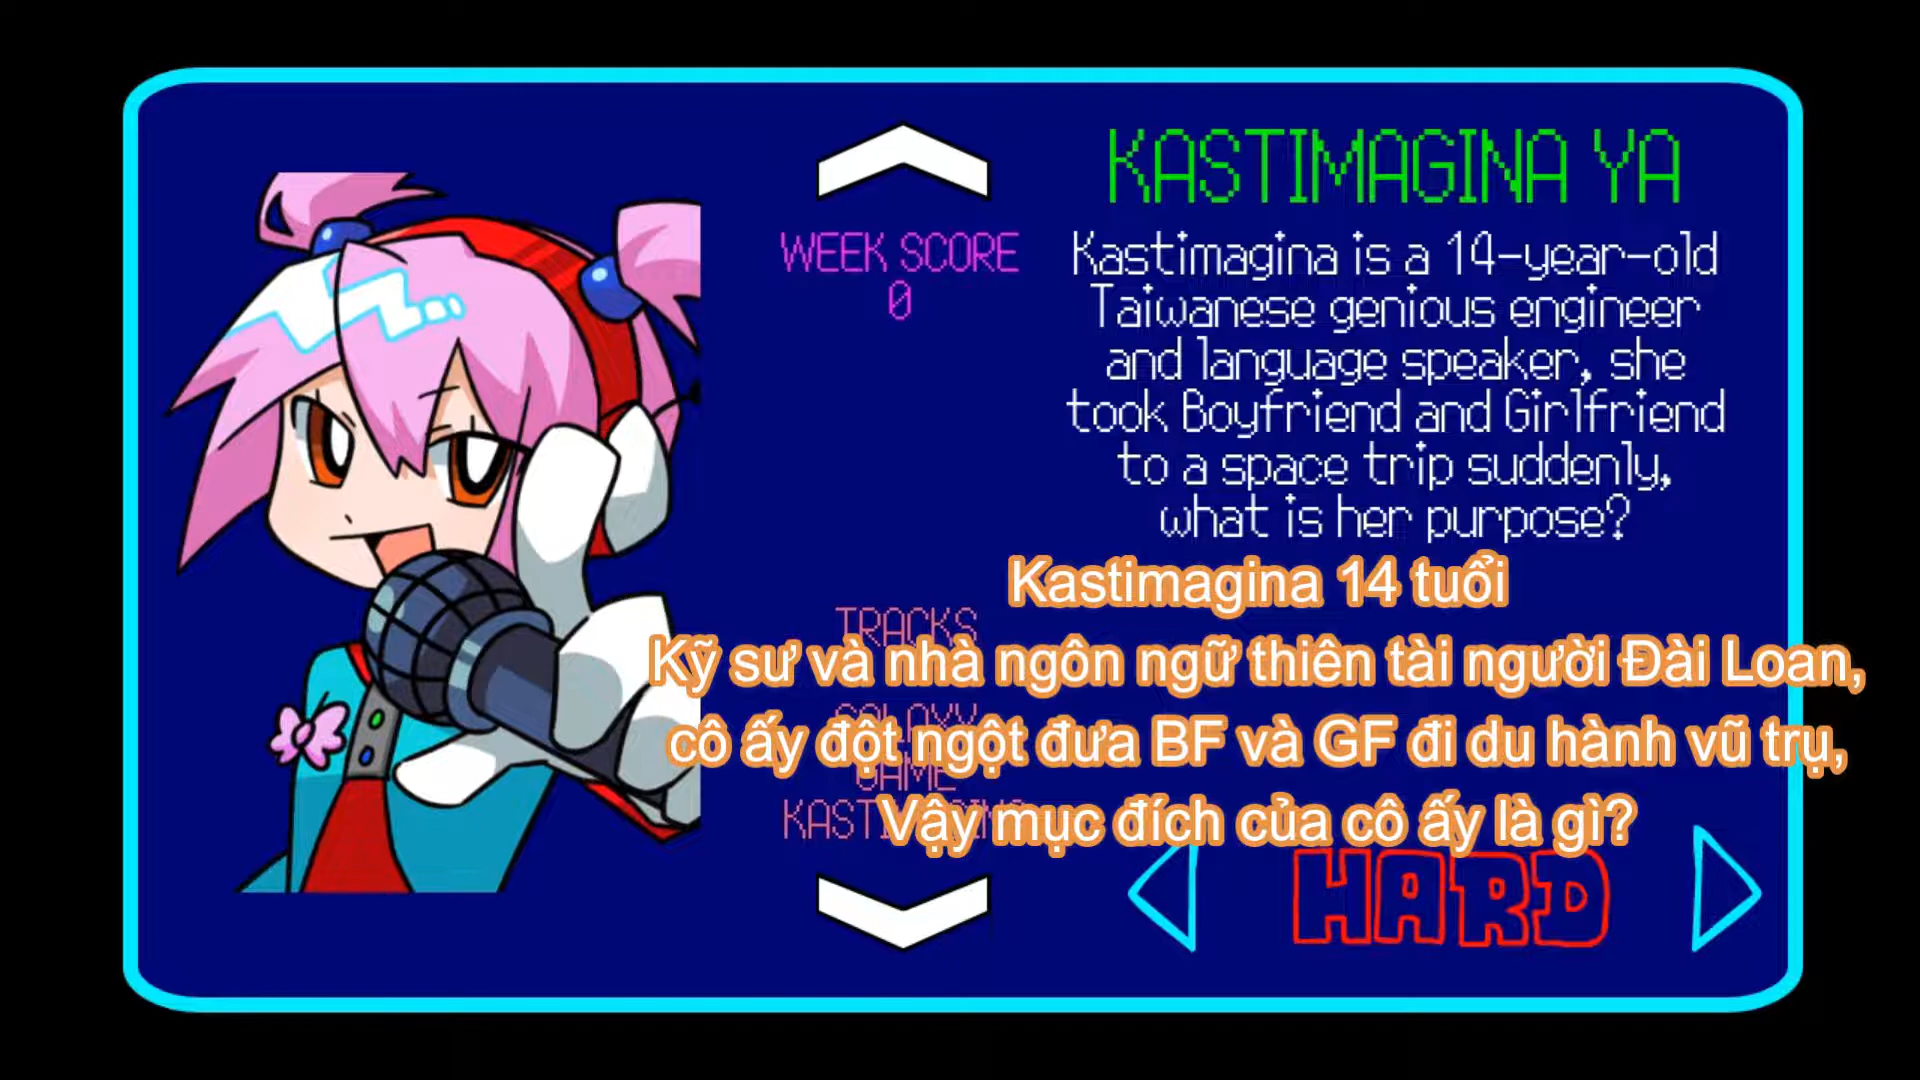 KASTIMAGINA YA
WEEK SCORE
0
Kastimagina is a 14-year-old
Taiwanese genious engineer
and language speaker, she
took Boyfriend and Girlfriend
to a space trip suddenly,
what is her purpose?
Kastimagina 14 tuổi
Kỹ sư và nhà ngôn ngữ thiên tài người Đài Loan,
cô ấy đột ngột đưa BF và GF đi du hành vũ trụ,
Vậy mục đích của cô ấy là gì?
TRACKS
GALAXY
GAME
HARD